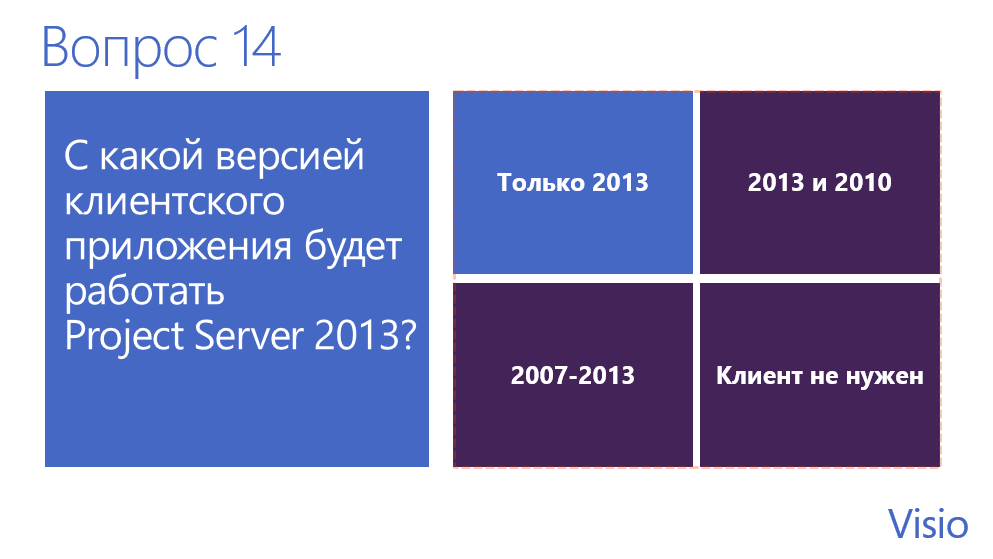 Вопрос 14
С какой версией
клиентского
приложения будет
работать
Project Server 2013?
Только 2013
2013 и 2010
2007-2013
Клиент не нужен
Visio